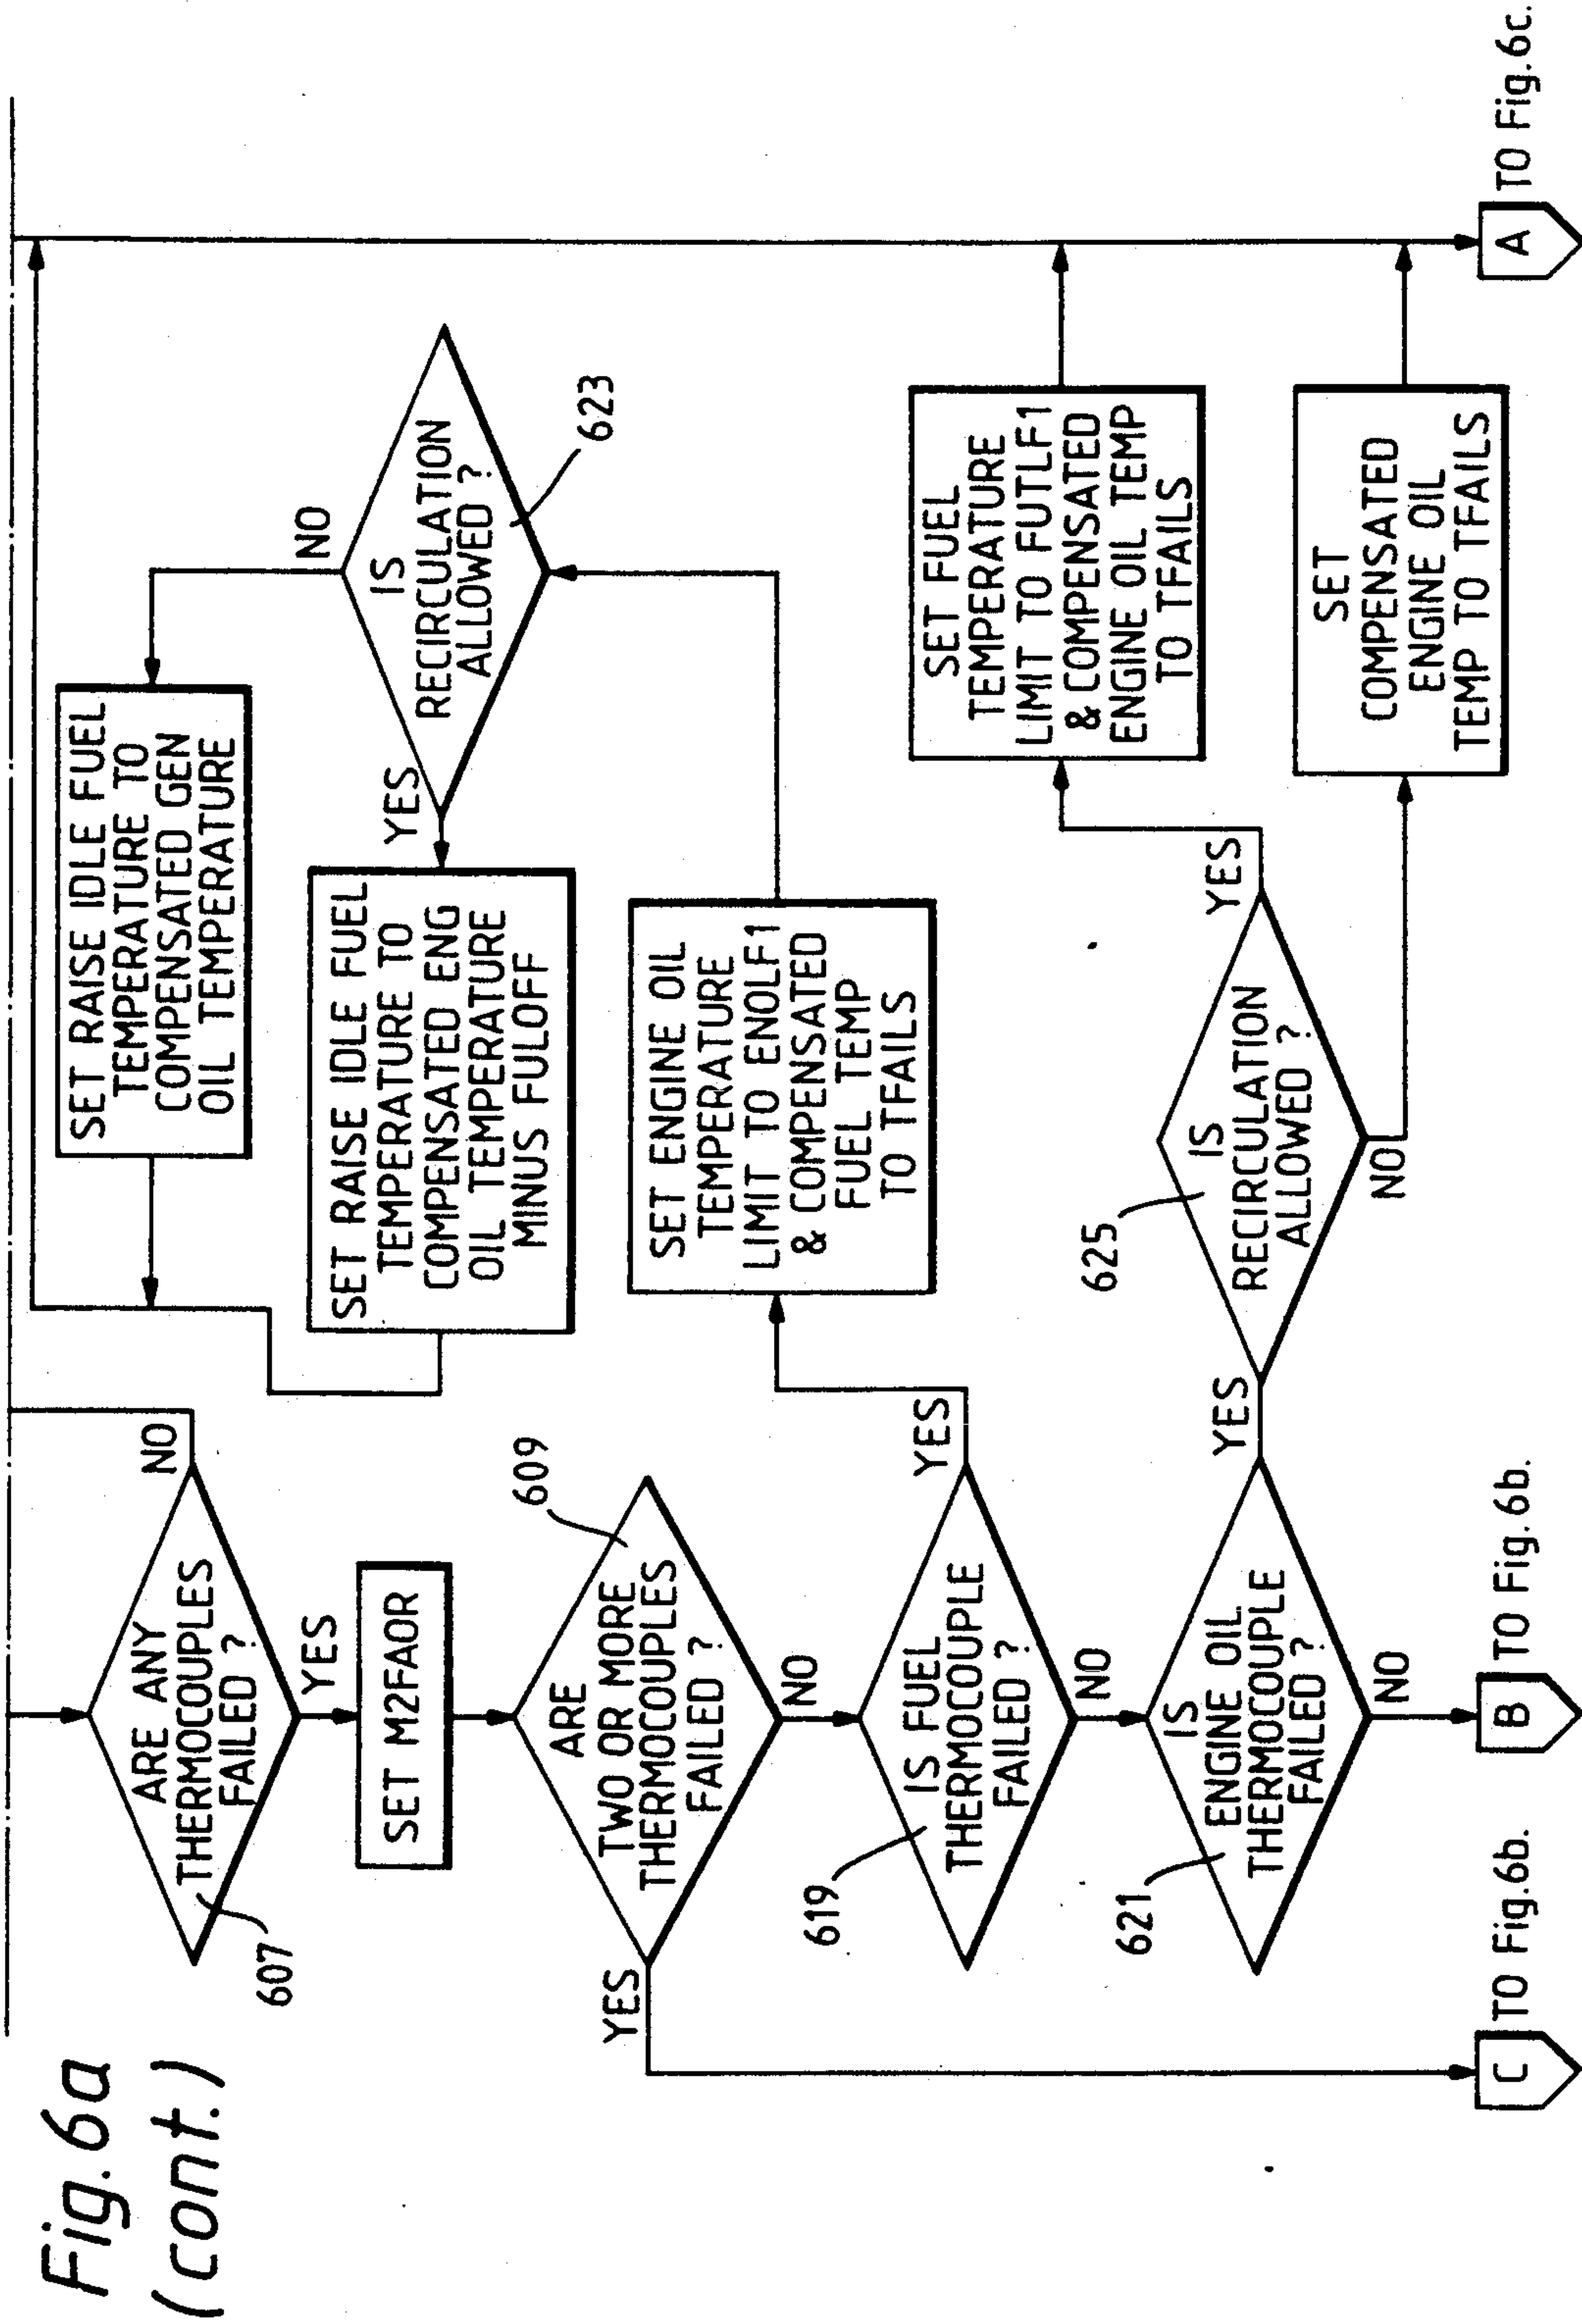 Fig.6a
(cont.)
ARE ANY
THERMOCOUPLES
FAILED ?
607
NO
YES
SET M2FAOR
ARE
TWO OR MORE
THERMOCOUPLES
FAILED ?
609
YES
NO
IS FUEL
THERMOCOUPLE
FAILED ?
619
YES
NO
IS
ENGINE OIL
THERMOCOUPLE
FAILED ?
621
YES
NO
SET RAISE IDLE FUEL
TEMPERATURE TO
COMPENSATED GEN
OIL TEMPERATURE
SET RAISE IDLE FUEL
TEMPERATURE TO
COMPENSATED ENG
OIL TEMPERATURE
MINUS FULOFF
IS
RECIRCULATION
ALLOWED ?
623
NO
YES
SET ENGINE OIL
TEMPERATURE
LIMIT TO ENOLF1
& COMPENSATED
FUEL TEMP
TO TFAILS
IS
RECIRCULATION
ALLOWED ?
625
YES
NO
SET FUEL
TEMPERATURE
LIMIT TO FUTLF1
& COMPENSATED
ENGINE OIL TEMP
TO TFAILS
SET
COMPENSATED
ENGINE OIL
TEMP TO TFAILS
C TO Fig.6b.
B TO Fig.6b.
A TO Fig.6c.